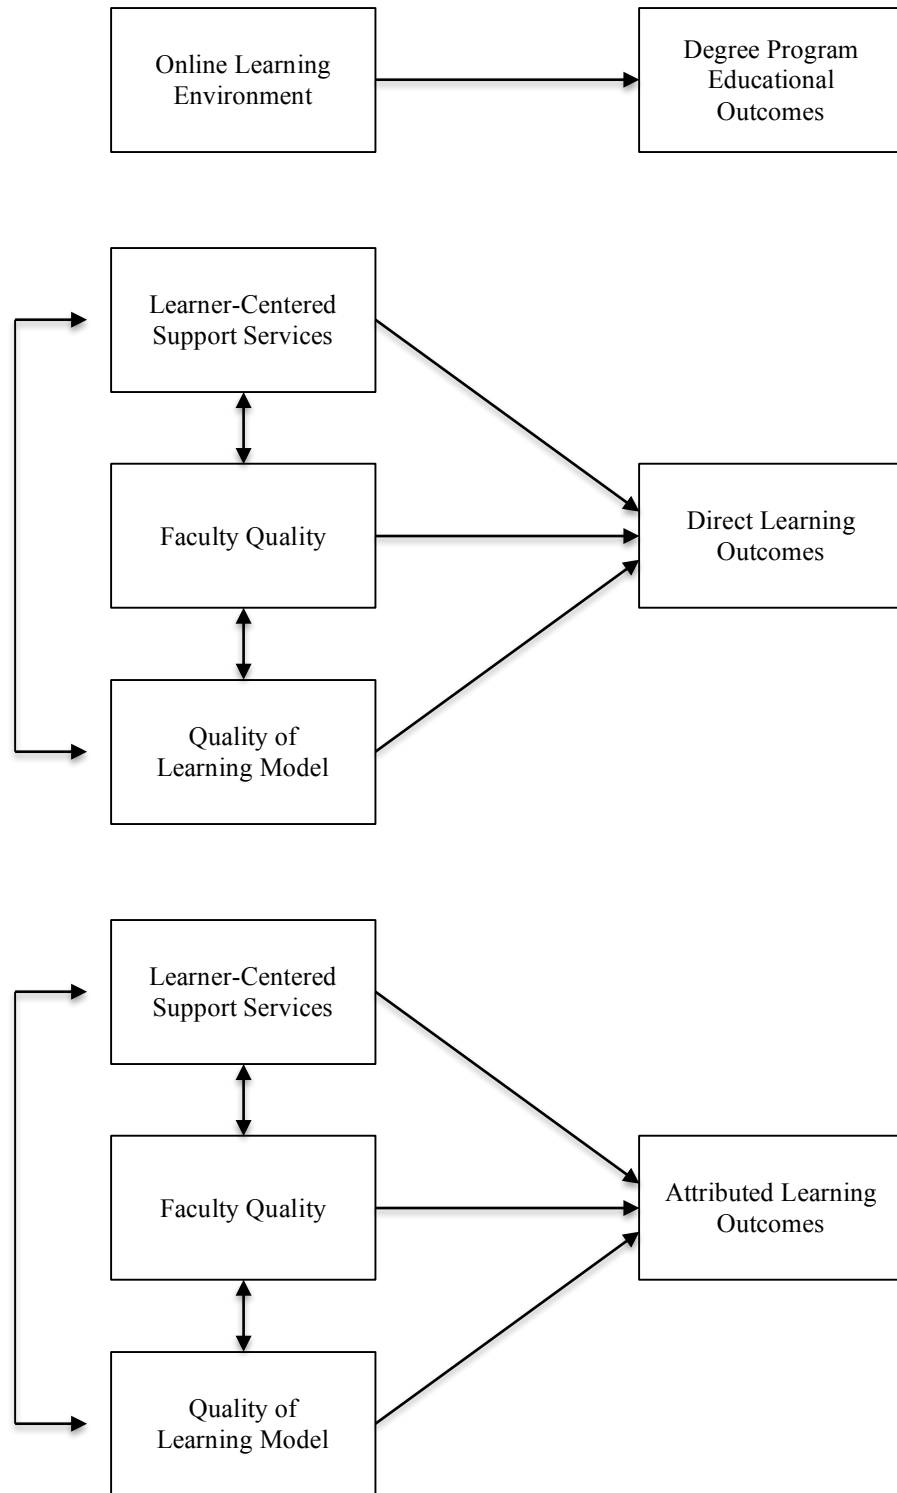 Online Learning
Environment
Degree Program
Educational
Outcomes
Learner-Centered
Support Services
Faculty Quality
Direct Learning
Outcomes
Quality of
Learning Model
Learner-Centered
Support Services
Faculty Quality
Attributed Learning
Outcomes
Quality of
Learning Model